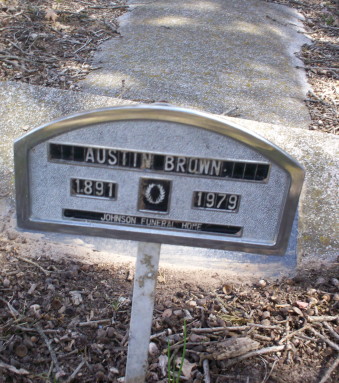 AUSTIN BROWN
1891 1979
JOHNSON FUNERAL HOME